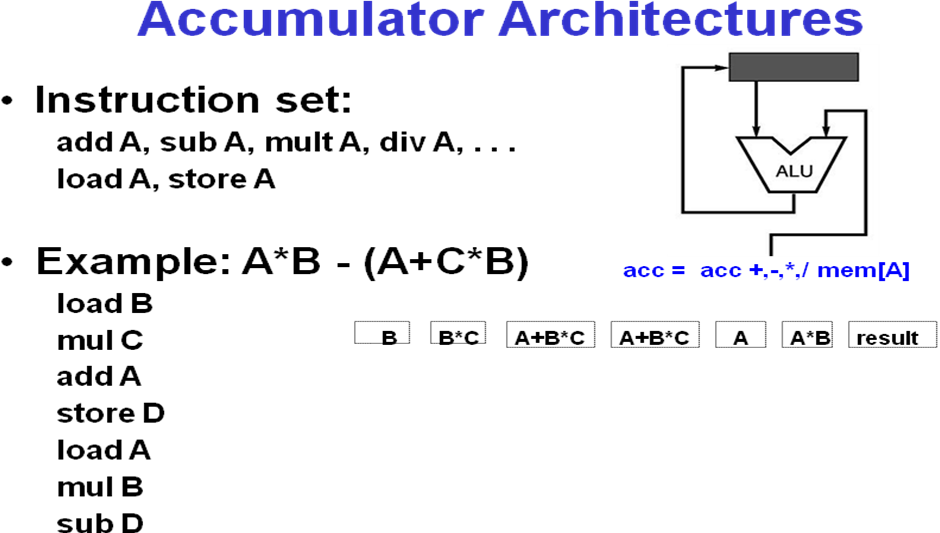 Accumulator Architectures
• Instruction set:
add A, sub A, mult A, div A, . . .
load A, store A
ALU
acc = acc +,-,*,/ mem[A]
• Example: A*B - (A+C*B)
load B
mul C
add A
store D
load A
mul B
sub D
B B*C A+B*C A+B*C A A*B result